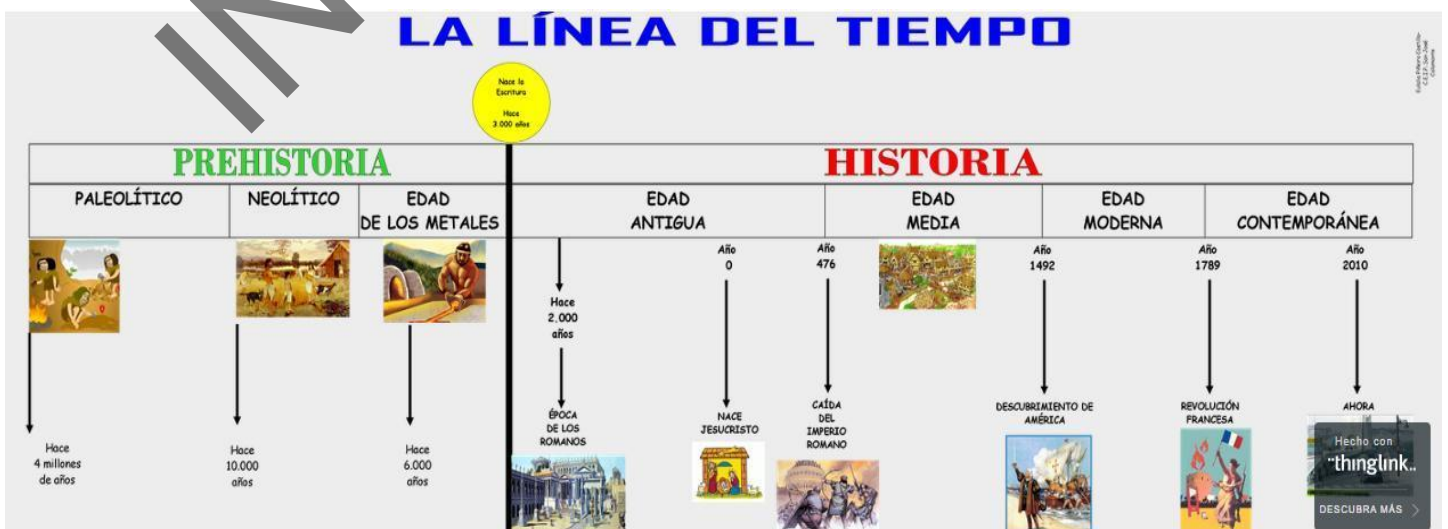 LA LÍNEA DEL TIEMPO
Nace la
Escritura
Hace
3.000 años
PREHISTORIA
HISTORIA
PALEOLÍTICO
NEOLÍTICO
EDAD
DE LOS METALES
EDAD
ANTIGUA
EDAD
MEDIA
EDAD
MODERNA
EDAD
CONTEMPORÁNEA
Hace
2.000
años
Año
0
Año
476
Año
1492
Año
1789
Año
2010
Hace
4 millones
de años
Hace
10.000
años
Hace
6.000
años
ÉPOCA
DE LOS
ROMANOS
NACE
JESUCRISTO
CAÍDA
DEL
IMPERIO
ROMANO
DESCUBRIMIENTO DE
AMÉRICA
REVOLUCIÓN
FRANCESA
AHORA
Hecho con
thinglink..
DESCUBRA MÁS